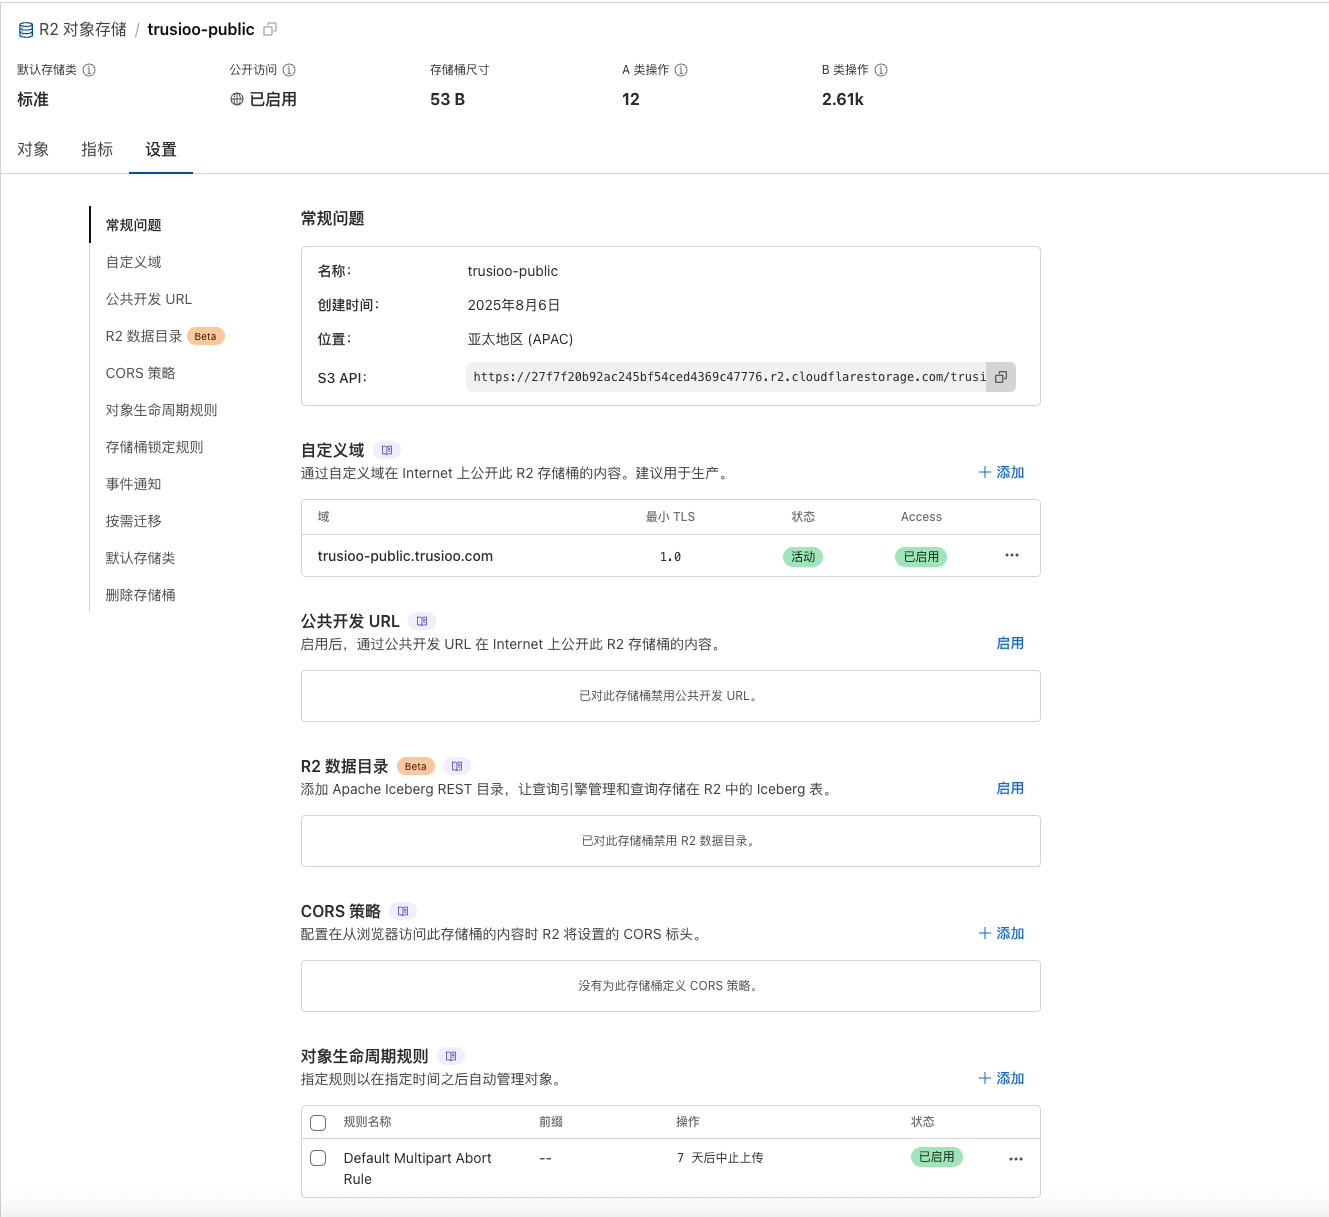 R2 对象存储 / trusioo-public
默认存储类 公开访问 存储桶尺寸 A 类操作 B 类操作
标准 已启用 53 B 12 2.61k
对象 指标 设置
常规问题
自定义域
公共开发 URL
R2 数据目录 Beta
CORS 策略
对象生命周期规则
存储桶锁定规则
事件通知
按需迁移
默认存储类
删除存储桶
常规问题
名称： trusioo-public
创建时间： 2025年8月6日
位置： 亚太地区 (APAC)
S3 API： https://27f7f20b92ac245bf54ced4369c47776.r2.cloudflarestorage.com/trusi
自定义域
通过自定义域在 Internet 上公开此 R2 存储桶的内容。建议用于生产。 + 添加
域 最小 TLS 状态 Access
trusioo-public.trusioo.com 1.0 活动 已启用 ...
公共开发 URL
启用后，通过公共开发 URL 在 Internet 上公开此 R2 存储桶的内容。 启用
已对此存储桶禁用公共开发 URL。
R2 数据目录 Beta
添加 Apache Iceberg REST 目录，让查询引擎管理和查询存储在 R2 中的 Iceberg 表。 启用
已对此存储桶禁用 R2 数据目录。
CORS 策略
配置在从浏览器访问此存储桶的内容时 R2 将设置的 CORS 标头。 + 添加
没有为此存储桶定义 CORS 策略。
对象生命周期规则
指定规则以在指定时间之后自动管理对象。 + 添加
规则名称 前缀 操作 状态
Default Multipart Abort Rule -- 7 天后中止上传 已启用 ...